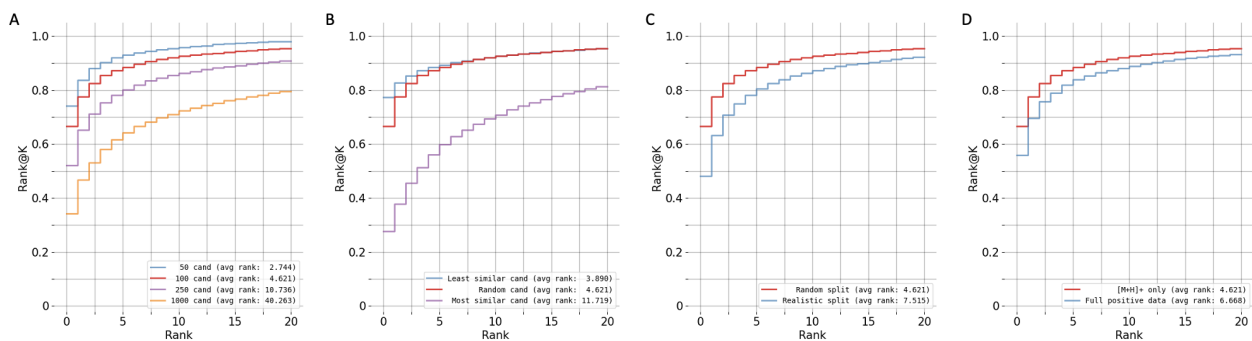 A
Rank@K
1.0
0.8
0.6
0.4
0.2
0
50 cand (avg rank: 2.744)
100 cand (avg rank: 4.621)
250 cand (avg rank: 10.736)
1000 cand (avg rank: 40.263)
0 5 10 15 20
Rank
B
Rank@K
1.0
0.8
0.6
0.4
0.2
0
Least similar cand (avg rank: 3.890)
Random cand (avg rank: 4.621)
Most similar cand (avg rank: 11.719)
0 5 10 15 20
Rank
C
Rank@K
1.0
0.8
0.6
0.4
0.2
0
Random split (avg rank: 4.621)
Realistic split (avg rank: 7.515)
0 5 10 15 20
Rank
D
Rank@K
1.0
0.8
0.6
0.4
0.2
0
[M+H]+ only (avg rank: 4.621)
Full positive data (avg rank: 6.668)
0 5 10 15 20
Rank